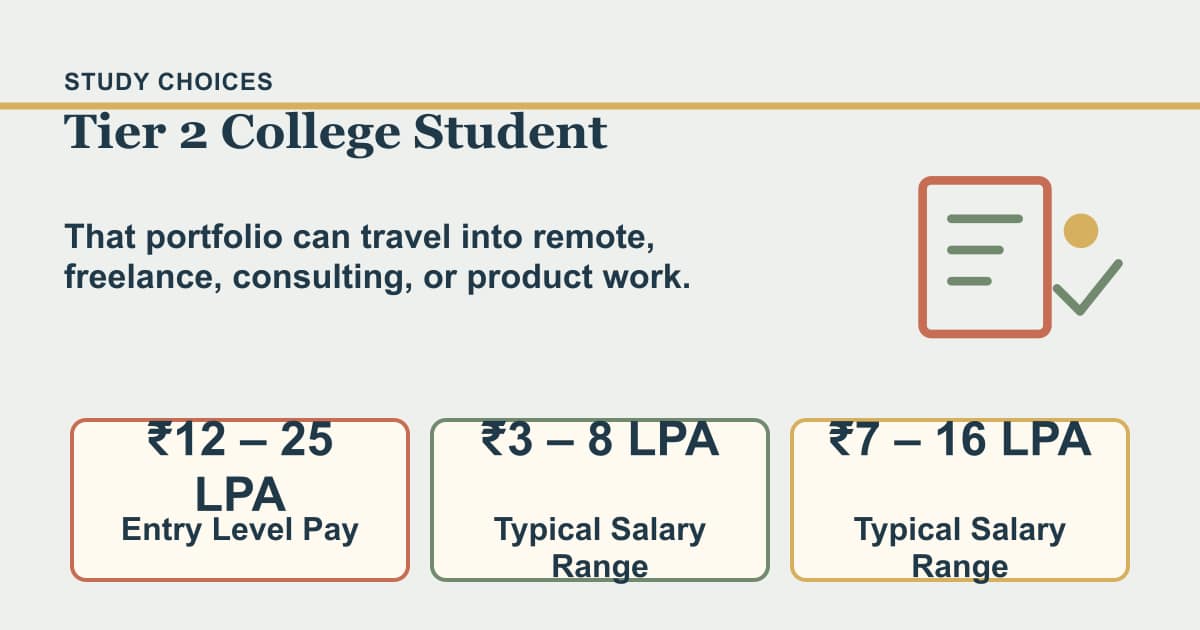 STUDY CHOICES
Tier 2 College Student
That portfolio can travel into remote,
freelance, consulting, or product work.
₹12 – 25
LPA
Entry Level Pay
₹3 – 8 LPA
Typical Salary
Range
₹7 – 16 LPA
Typical Salary
Range